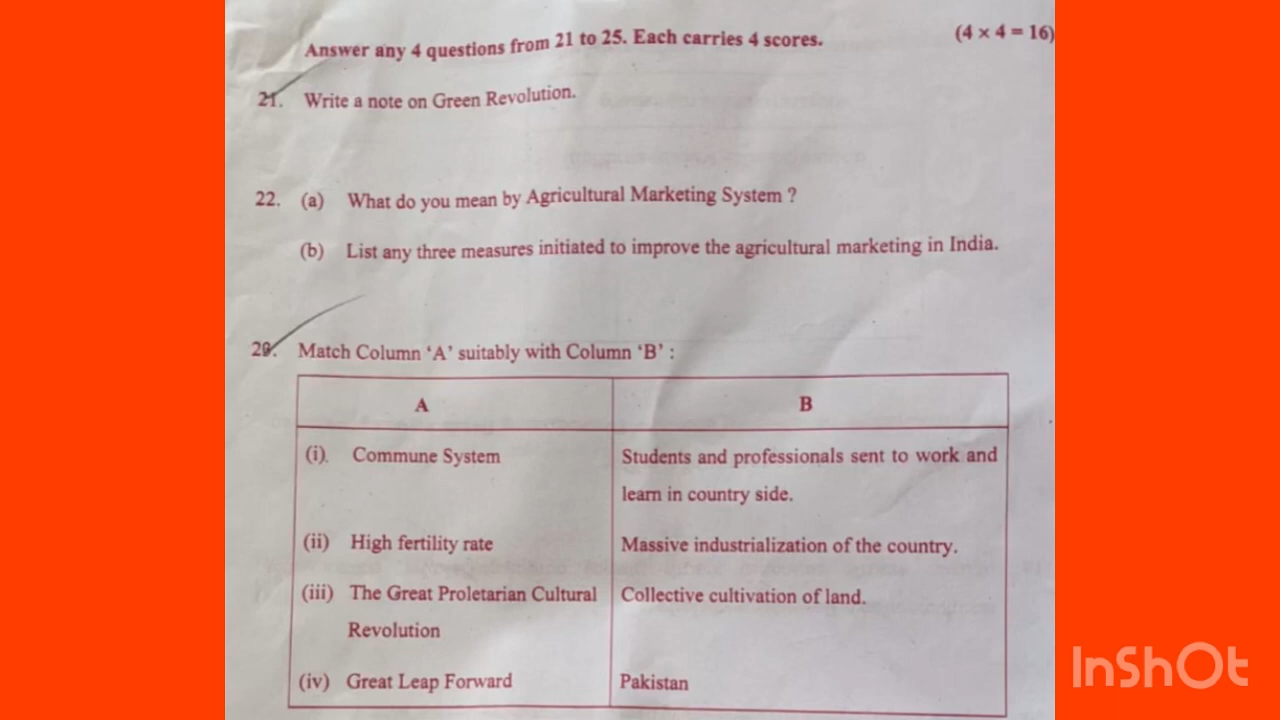 Answer any 4 questions from 21 to 25. Each carries 4 scores. (4 × 4 = 16)
21. Write a note on Green Revolution.
22. (a) What do you mean by Agricultural Marketing System ?
(b) List any three measures initiated to improve the agricultural marketing in India.
Match Column ‘A’ suitably with Column ‘B’ :
A B
(i). Commune System Students and professionals sent to work and
learn in country side.
(ii) High fertility rate Massive industrialization of the country.
(iii) The Great Proletarian Cultural Collective cultivation of land.
Revolution
(iv) Great Leap Forward Pakistan
InShOt